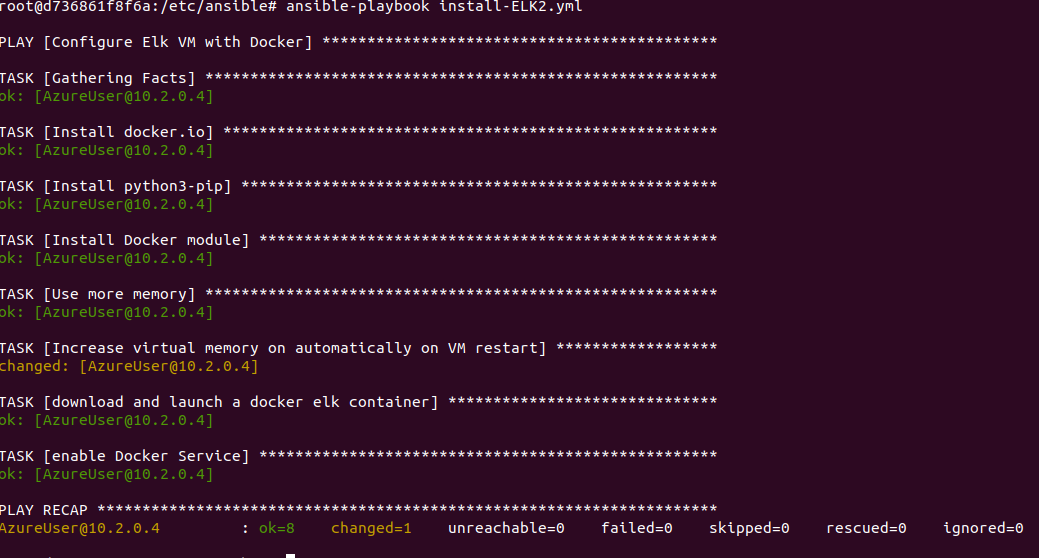 root@d736861f8f6a:/etc/ansible# ansible-playbook install-ELK2.yml
PLAY [Configure Elk VM with Docker] ********************************************
TASK [Gathering Facts] *********************************************************
ok: [AzureUser@10.2.0.4]
TASK [Install docker.io] *******************************************************
ok: [AzureUser@10.2.0.4]
TASK [Install python3-pip] *****************************************************
ok: [AzureUser@10.2.0.4]
TASK [Install Docker module] ***************************************************
ok: [AzureUser@10.2.0.4]
TASK [Use more memory] *********************************************************
ok: [AzureUser@10.2.0.4]
TASK [Increase virtual memory on automatically on VM restart] ******************
changed: [AzureUser@10.2.0.4]
TASK [download and launch a docker elk container] ******************************
ok: [AzureUser@10.2.0.4]
TASK [enable Docker Service] ***************************************************
ok: [AzureUser@10.2.0.4]
PLAY RECAP *********************************************************************
AzureUser@10.2.0.4 : ok=8 changed=1 unreachable=0 failed=0 skipped=0 rescued=0 ignored=0